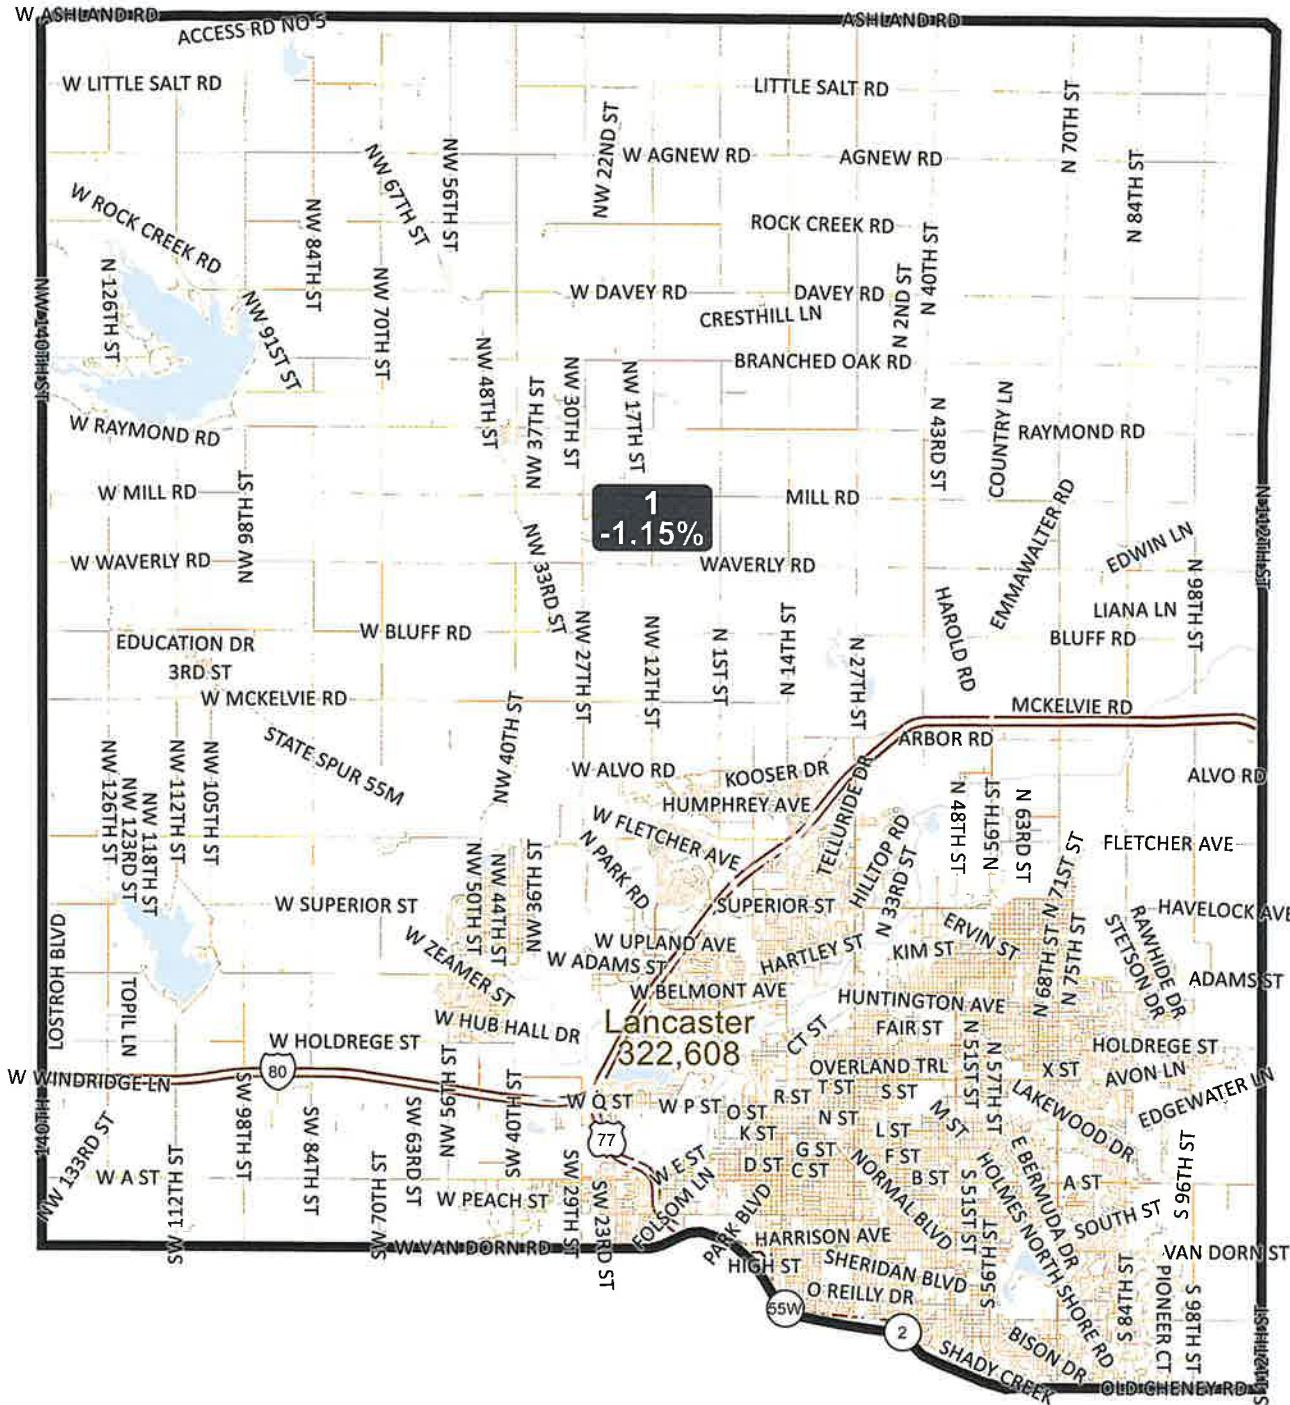 W ASHLAND RD
ASHLAND RD
ACCESS RD NO 5
W LITTLE SALT RD
LITTLE SALT RD
N 70TH ST
NW 22ND ST
NW 67TH ST
NW 56TH ST
W AGNEW RD
AGNEW RD
N 84TH ST
W ROCK CREEK RD
NW 84TH ST
ROCK CREEK RD
N 40TH ST
N 126TH ST
NW 140TH ST
NW 91ST ST
NW 70TH ST
W DAVEY RD
DAVEY RD
N 2ND ST
CRESTHILL LN
NW 48TH ST
NW 37TH ST
NW 30TH ST
NW 17TH ST
BRANCHED OAK RD
W RAYMOND RD
N 43RD ST
COUNTRY LN
RAYMOND RD
W MILL RD
NW 98TH ST
1
-1.15%
MILL RD
EMMAWALTER RD
N 112TH ST
W WAVERLY RD
NW 33RD ST
WAVERLY RD
EDWIN LN
N 98TH ST
HAROLD RD
LIANA LN
EDUCATION DR
W BLUFF RD
BLUFF RD
3RD ST
NW 27TH ST
NW 12TH ST
N 1ST ST
N 14TH ST
N 27TH ST
W MCKELVIE RD
MCKELVIE RD
NW 40TH ST
STATE SPUR 55M
ARBOR RD
NW 126TH ST
NW 123RD ST
NW 118TH ST
NW 112TH ST
NW 105TH ST
W ALVO RD
KOOSER DR
ALVO RD
HUMPHREY AVE
TELLURIDE DR
W FLETCHER AVE
N PARK RD
HILLTOP RD
N 33RD ST
N 48TH ST
N 56TH ST
N 63RD ST
N 71ST ST
FLETCHER AVE
NW 50TH ST
NW 44TH ST
NW 36TH ST
W SUPERIOR ST
SUPERIOR ST
HAVELOCK AVE
LOSTROH BLVD
W ZEAMER ST
W UPLAND AVE
W ADAMS ST
HARTLEY ST
KIM ST
ERVIN ST
N 68TH ST
N 75TH ST
RAWHIDE DR
STETSON DR
ADAMS ST
TOPIL LN
W BELMONT AVE
HUNTINGTON AVE
W HUB HALL DR
Lancaster
322,608
CT ST
FAIR ST
W HOLDREGE ST
HOLDREGE ST
N 51ST ST
N 57TH ST
OVERLAND TRL
X ST
AVON LN
W WINDRIDGE LN
80
EDGEWATER LN
LAKEWOOD DR
T ST
S ST
R ST
W Q ST
W P ST
O ST
N ST
M ST
140TH
NW 133RD ST
SW 98TH ST
SW 84TH ST
SW 63RD ST
NW 56TH ST
SW 40TH ST
77
K ST
L ST
G ST
F ST
W E ST
D ST
C ST
B ST
W A ST
A ST
SW 112TH ST
SW 70TH ST
W PEACH ST
SW 29TH ST
SW 23RD ST
FOLSOM LN
PARK BLVD
NORMAL BLVD
S 51ST ST
HOLMES
E BERMUDA DR
SOUTH ST
S 96TH ST
W VAN DORN RD
HARRISON AVE
S 56TH ST
NORTH SHORE RD
VAN DORN ST
HIGH ST
SHERIDAN BLVD
O REILLY DR
S 84TH ST
PIONEER CT
S 98TH ST
S 112TH ST
55W
2
BISON DR
SHADY CREEK
OLD CHENEY RD